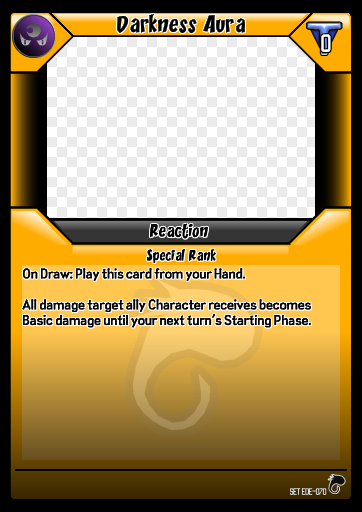 Darkness Aura
0
Reaction
Special Rank
On Draw: Play this card from your Hand.
All damage target ally Character receives becomes
Basic damage until your next turn's Starting Phase.
SET EOE-070